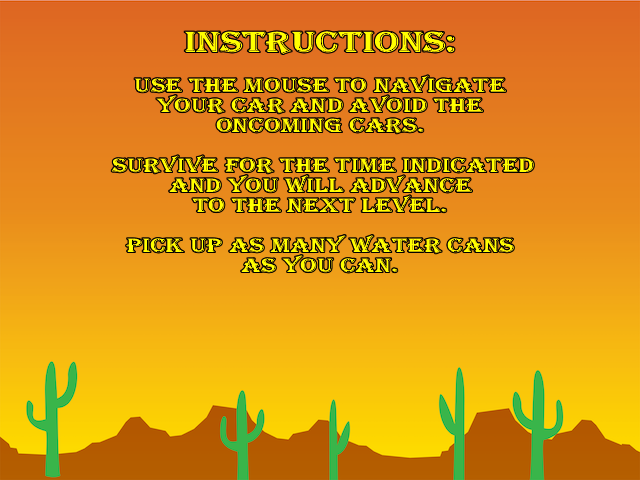 INSTRUCTIONS:
USE THE MOUSE TO NAVIGATE
YOUR CAR AND AVOID THE
ONCOMING CARS.
SURVIVE FOR THE TIME INDICATED
AND YOU WILL ADVANCE
TO THE NEXT LEVEL.
PICK UP AS MANY WATER CANS
AS YOU CAN.